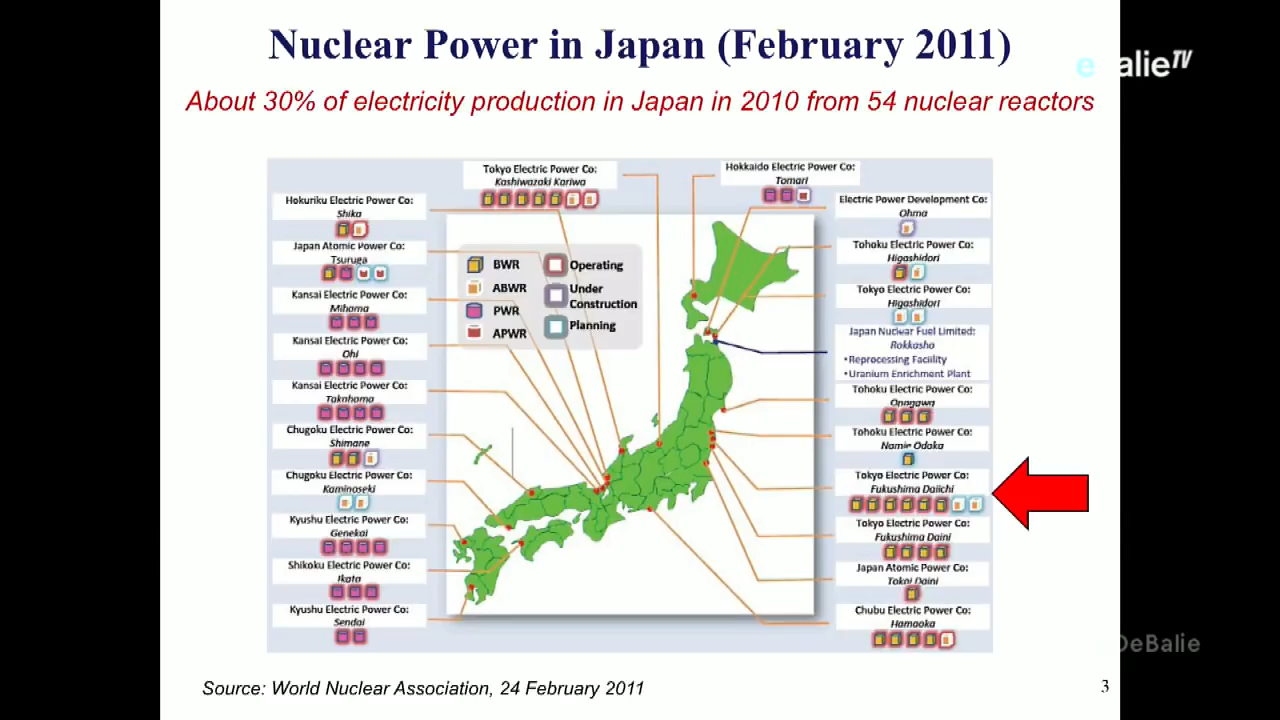 Nuclear Power in Japan (February 2011)
eBalieTV
About 30% of electricity production in Japan in 2010 from 54 nuclear reactors
Tokyo Electric Power Co:
Kashiwazaki Kariwa
Hokkaido Electric Power Co:
Tomari
Hokuriku Electric Power Co:
Shika
Japan Atomic Power Co:
Tsuruga
Kansai Electric Power Co:
Mihama
Kansai Electric Power Co:
Ohi
Kansai Electric Power Co:
Takahama
Chugoku Electric Power Co:
Shimane
Chugoku Electric Power Co:
Kaminoseki
Kyushu Electric Power Co:
Genekai
Shikoku Electric Power Co:
Ikata
Kyushu Electric Power Co:
Sendai
BWR
ABWR
PWR
APWR
Operating
Under
Construction
Planning
Electric Power Development Co:
Ohma
Tohoku Electric Power Co:
Higashidori
Tokyo Electric Power Co:
Higashidori
Japan Nuclear Fuel Limited:
Rokkasho
•Reprocessing Faciility
•Uranium Enrichment Plant
Tohoku Electric Power Co:
Onagawa
Tohoku Electric Power Co:
Namie Odaka
Tokyo Electric Power Co:
Fukushima Daiichi
Tokyo Electric Power Co:
Fukushima Daini
Japan Atomic Power Co:
Tokai Daini
Chubu Electric Power Co:
Hamaoka
DeBalie
Source: World Nuclear Association, 24 February 2011
3